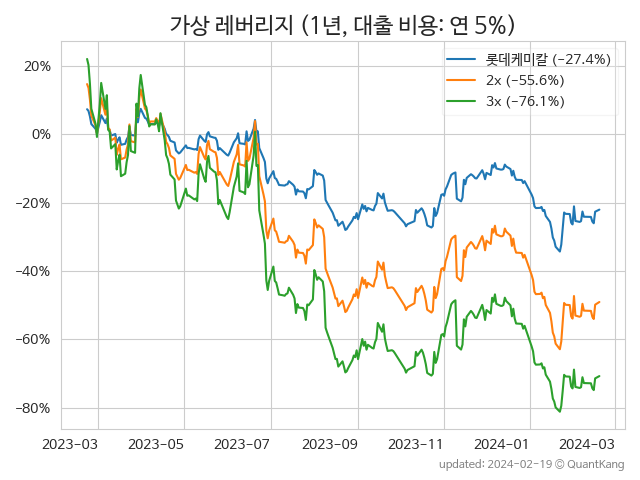 가상 레버리지 (1년, 대출 비용: 연 5%)
롯데케미칼 (−27.4%)
2x (−55.6%)
3x (−76.1%)
20%
0%
−20%
−40%
−60%
−80%
2023-03 2023-05 2023-07 2023-09 2023-11 2024-01 2024-03
updated: 2024-02-19 © QuantKang